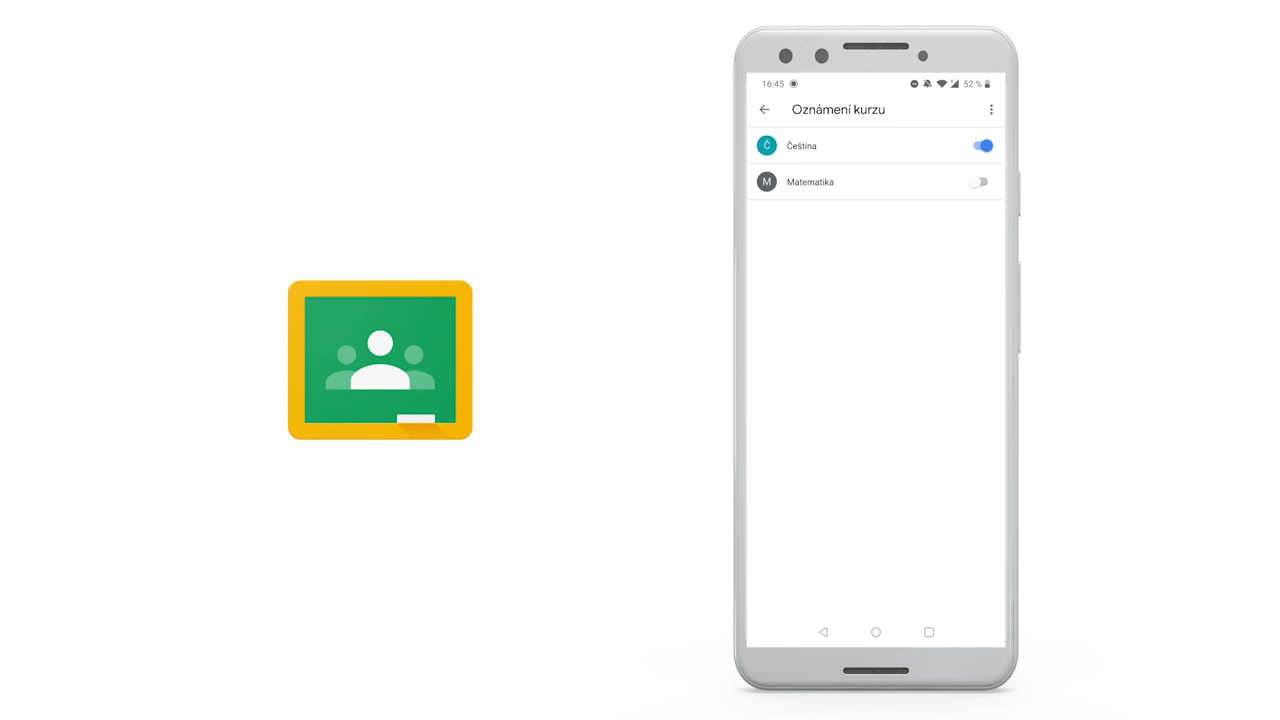 16:45
52 %
Oznámení kurzu
Č
Čeština
M
Matematika